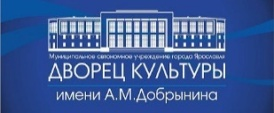 Муниципальное автономное учреждение города Ярославля
ДВОРЕЦ КУЛЬТУРЫ
имени А.М.Добрынина